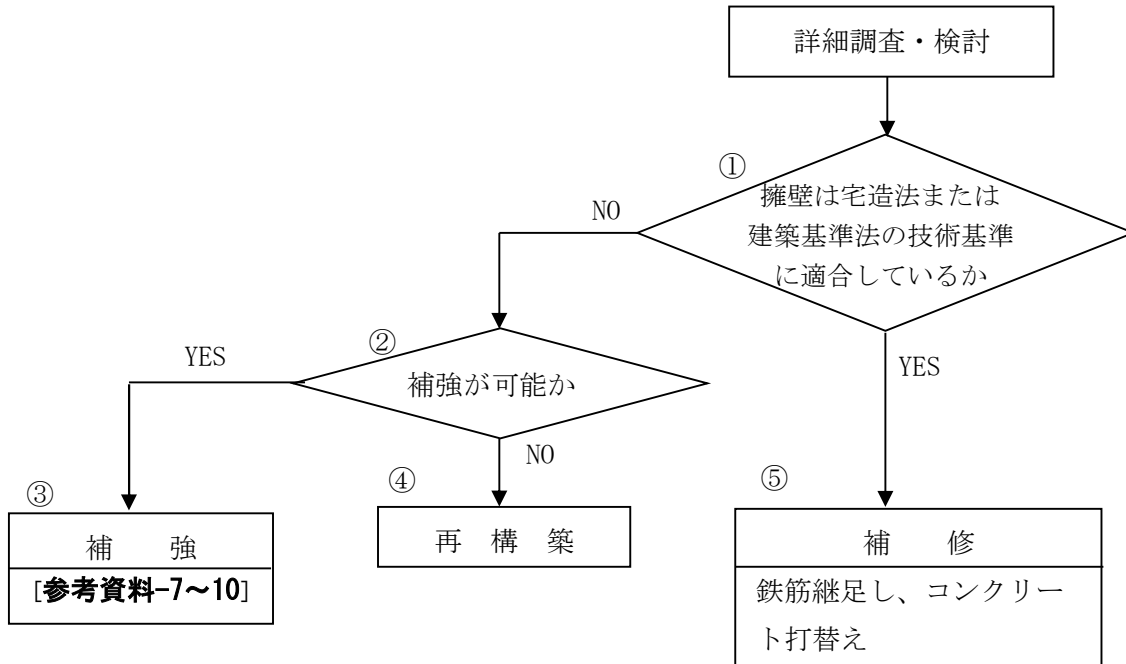 詳細調査・検討
①
擁壁は宅造法または
建築基準法の技術基準
に適合しているか
NO
YES
②
補強が可能か
YES
NO
③
補　強
[参考資料-7～10]
④
再 構 築
⑤
補　修
鉄筋継足し、コンクリー
ト打替え